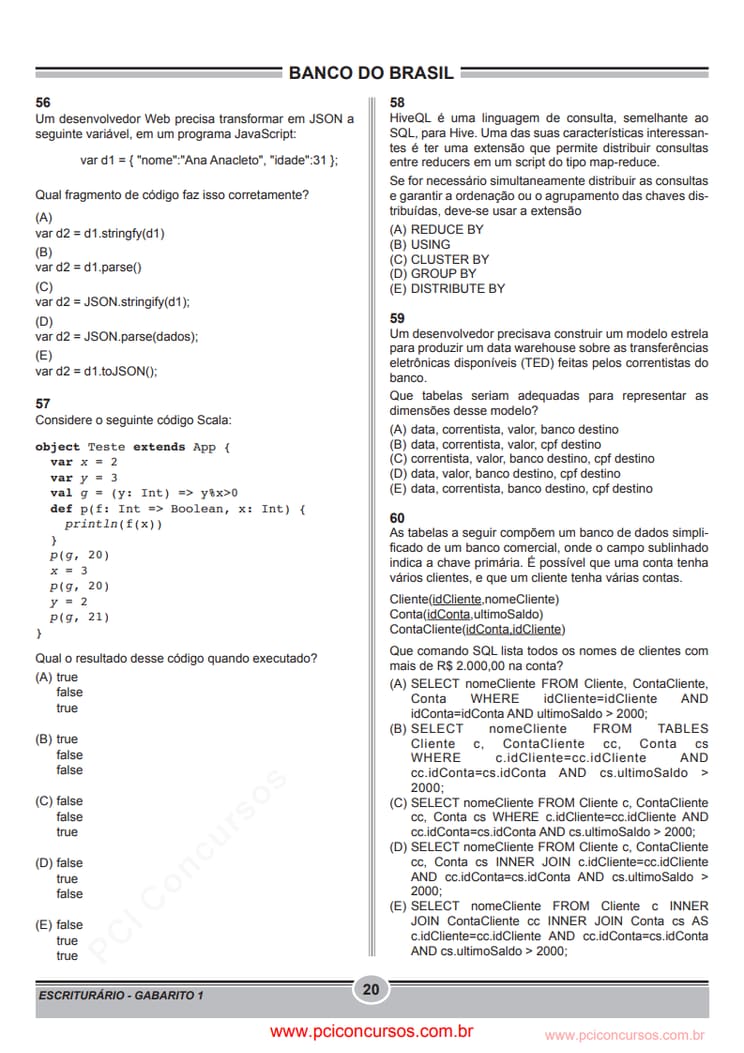 BANCO DO BRASIL
56
Um desenvolvedor Web precisa transformar em JSON a
seguinte variável, em um programa JavaScript:
var d1 = { "nome":"Ana Anacleto", "idade":31 };
Qual fragmento de código faz isso corretamente?
(A)
var d2 = d1.stringfy(d1)
(B)
var d2 = d1.parse()
(C)
var d2 = JSON.stringify(d1);
(D)
var d2 = JSON.parse(dados);
(E)
var d2 = d1.toJSON();
57
Considere o seguinte código Scala:
object Teste extends App {
var x = 2
var y = 3
val g = (y: Int) => y%x>0
def p(f: Int => Boolean, x: Int) {
println(f(x))
}
p(g, 20)
x = 3
p(g, 20)
y = 2
p(g, 21)
}
Qual o resultado desse código quando executado?
(A) true
false
true
(B) true
false
false
(C) false
false
true
(D) false
true
false
(E) false
true
true
58
HiveQL é uma linguagem de consulta, semelhante ao
SQL, para Hive. Uma das suas características interessan-
tes é ter uma extensão que permite distribuir consultas
entre reducers em um script do tipo map-reduce.
Se for necessário simultaneamente distribuir as consultas
e garantir a ordenação ou o agrupamento das chaves dis-
tribuídas, deve-se usar a extensão
(A) REDUCE BY
(B) USING
(C) CLUSTER BY
(D) GROUP BY
(E) DISTRIBUTE BY
59
Um desenvolvedor precisava construir um modelo estrela
para produzir um data warehouse sobre as transferências
eletrônicas disponíveis (TED) feitas pelos correntistas do
banco.
Que tabelas seriam adequadas para representar as
dimensões desse modelo?
(A) data, correntista, valor, banco destino
(B) data, correntista, valor, cpf destino
(C) correntista, valor, banco destino, cpf destino
(D) data, valor, banco destino, cpf destino
(E) data, correntista, banco destino, cpf destino
60
As tabelas a seguir compõem um banco de dados simpli-
ficado de um banco comercial, onde o campo sublinhado
indica a chave primária. É possível que uma conta tenha
vários clientes, e que um cliente tenha várias contas.
Cliente(idCliente,nomeCliente)
Conta(idConta,ultimoSaldo)
ContaCliente(idConta,idCliente)
Que comando SQL lista todos os nomes de clientes com
mais de R$ 2.000,00 na conta?
(A) SELECT nomeCliente FROM Cliente, ContaCliente,
Conta WHERE idCliente=idCliente AND
idConta=idConta AND ultimoSaldo > 2000;
(B) SELECT nomeCliente FROM TABLES
Cliente c, ContaCliente cc, Conta cs
WHERE c.idCliente=cc.idCliente AND
cc.idConta=cs.idConta AND cs.ultimoSaldo >
2000;
(C) SELECT nomeCliente FROM Cliente c, ContaCliente
cc, Conta cs WHERE c.idCliente=cc.idCliente AND
cc.idConta=cs.idConta AND cs.ultimoSaldo > 2000;
(D) SELECT nomeCliente FROM Cliente c, ContaCliente
cc, Conta cs INNER JOIN c.idCliente=cc.idCliente
AND cc.idConta=cs.idConta AND cs.ultimoSaldo >
2000;
(E) SELECT nomeCliente FROM Cliente c INNER
JOIN ContaCliente cc INNER JOIN Conta cs AS
c.idCliente=cc.idCliente AND cc.idConta=cs.idConta
AND cs.ultimoSaldo > 2000;
PCI Concursos
ESCRITURÁRIO - GABARITO 1
20
www.pciconcursos.com.br
www.pciconcursos.com.br